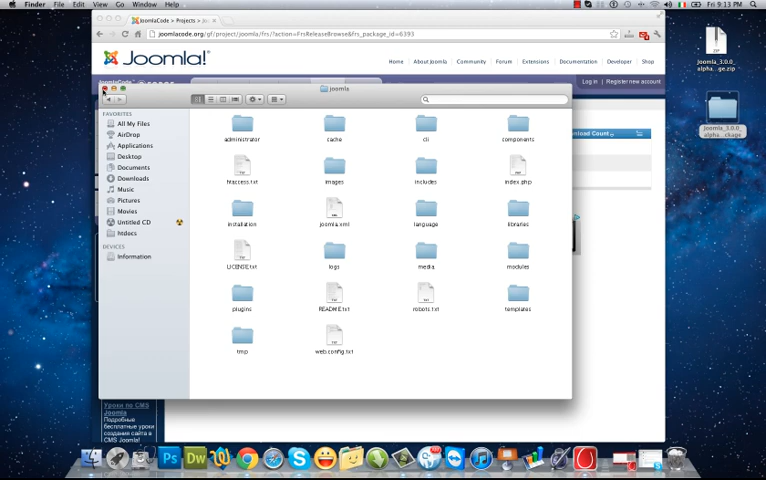 Finder File Edit View Go Window Help
Fri 9:13 PM
JoomlaCode > Projects > Jo
joomlacode.org/gf/project/joomla/frs/?action=FrsReleaseBrowse&frs_package_id=6393
Joomla!
Home About Joomla Community Forum Extensions Documentation Developer Shop
Log in | Register new account
joomla
FAVORITES
All My Files
AirDrop
Applications
Desktop
Documents
Downloads
Music
Pictures
Movies
Untitled CD
htdocs
DEVICES
Information
administrator cache cli components
htaccess.txt images includes index.php
installation joomla.xml language libraries
LICENSE.txt logs media modules
plugins README.txt robots.txt templates
tmp web.config.txt
ZIP
Joomla_3.0.0_
alpha...ge.zip
Joomla_3.0.0_
alpha...ckage
Уроки по CMS
Joomla
Подробные
бесплатные уроки
создания сайта в
CMS Joomla!
Ps
Dw